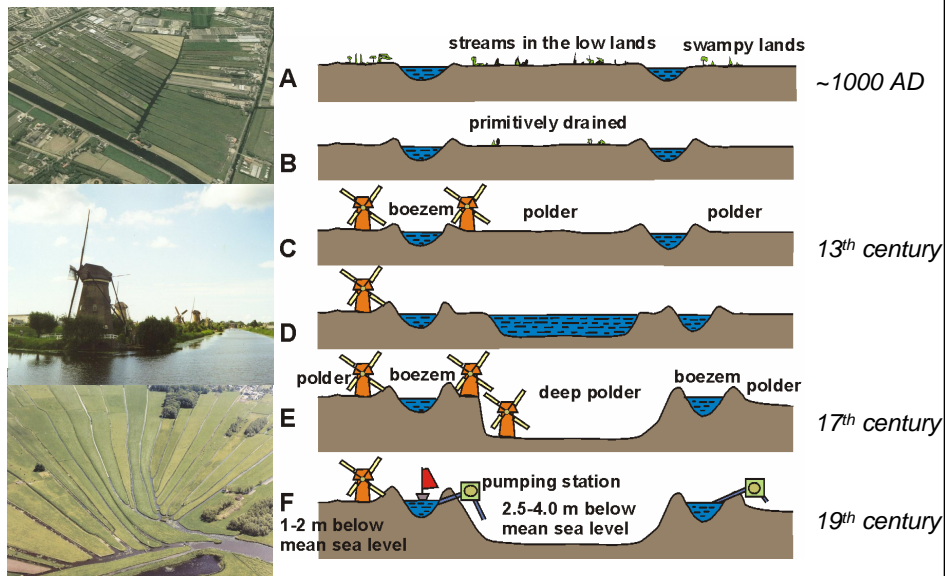 streams in the low lands
swampy lands
A
~1000 AD
primitively drained
B
boezem
polder
polder
C
13th century
D
polder
boezem
deep polder
boezem
polder
E
17th century
F
pumping station
1-2 m below
mean sea level
2.5-4.0 m below
mean sea level
19th century